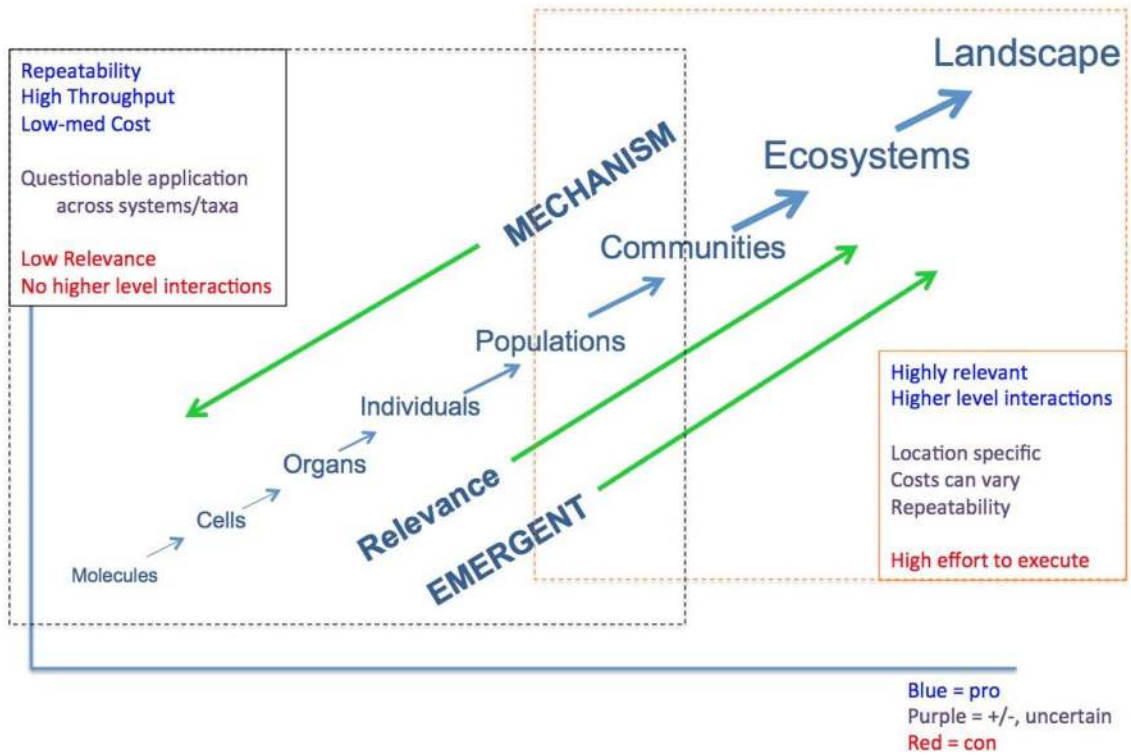 Landscape
Repeatability
High Throughput
Low-med Cost
Questionable application
across systems/taxa
Low Relevance
No higher level interactions
MECHANISM
Ecosystems
Communities
Populations
Individuals
Organs
Cells
Molecules
Relevance
EMERGENT
Highly relevant
Higher level interactions
Location specific
Costs can vary
Repeatability
High effort to execute
Blue = pro
Purple = +/-, uncertain
Red = con